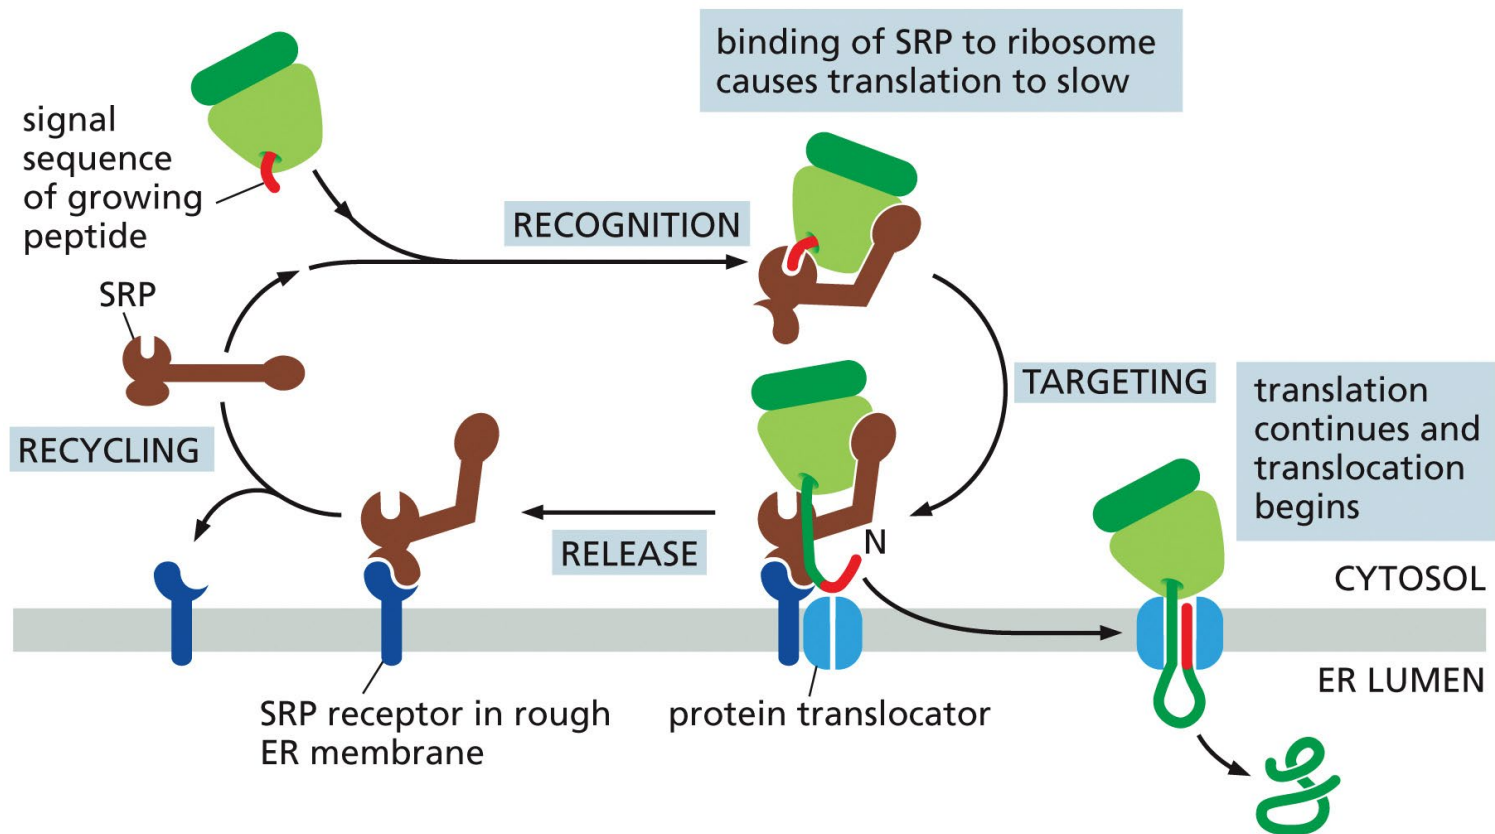 binding of SRP to ribosome
causes translation to slow
signal
sequence
of growing
peptide
RECOGNITION
SRP
TARGETING
translation
continues and
translocation
begins
RECYCLING
RELEASE
N
CYTOSOL
ER LUMEN
SRP receptor in rough
ER membrane
protein translocator